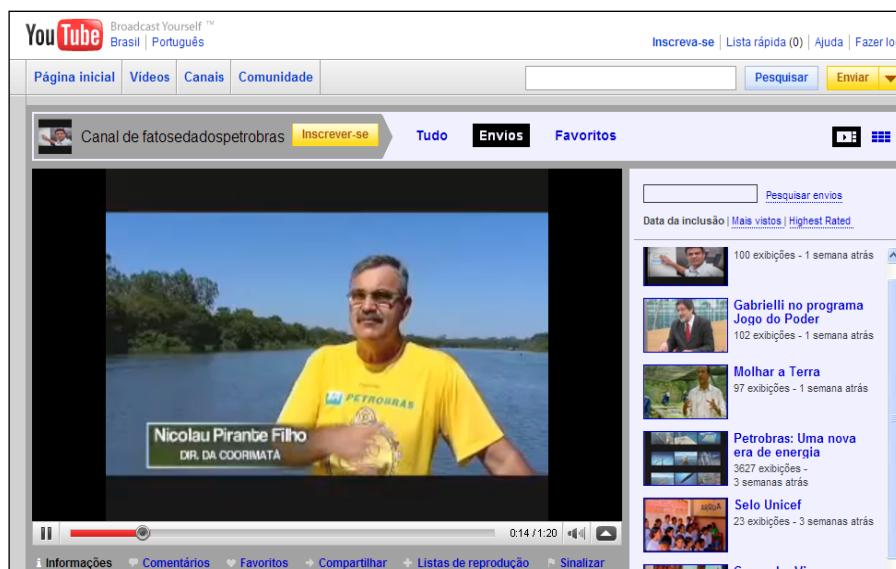 You Tube Broadcast Yourself ™
Brasil | Português
Inscreva-se | Lista rápida (0) | Ajuda | Fazer lo
Página inicial | Vídeos | Canais | Comunidade
Pesquisar
Enviar
Canal de fatosedadospetrobras
Inscrever-se
Tudo
Envios
Favoritos
PETROBRAS
Nicolau Pirante Filho
DIR. DA COORIMATÁ
0:14 / 1:20
Informações
Comentários
Favoritos
Compartilhar
Listas de reprodução
Sinalizar
Pesquisar envios
Data da inclusão | Mais vistos | Highest Rated
100 exibições - 1 semana atrás
Gabrielli no programa
Jogo do Poder
102 exibições - 1 semana atrás
Molhar a Terra
97 exibições - 1 semana atrás
Petrobras: Uma nova
era de energia
3627 exibições -
3 semanas atrás
Selo Unicef
23 exibições - 3 semanas atrás